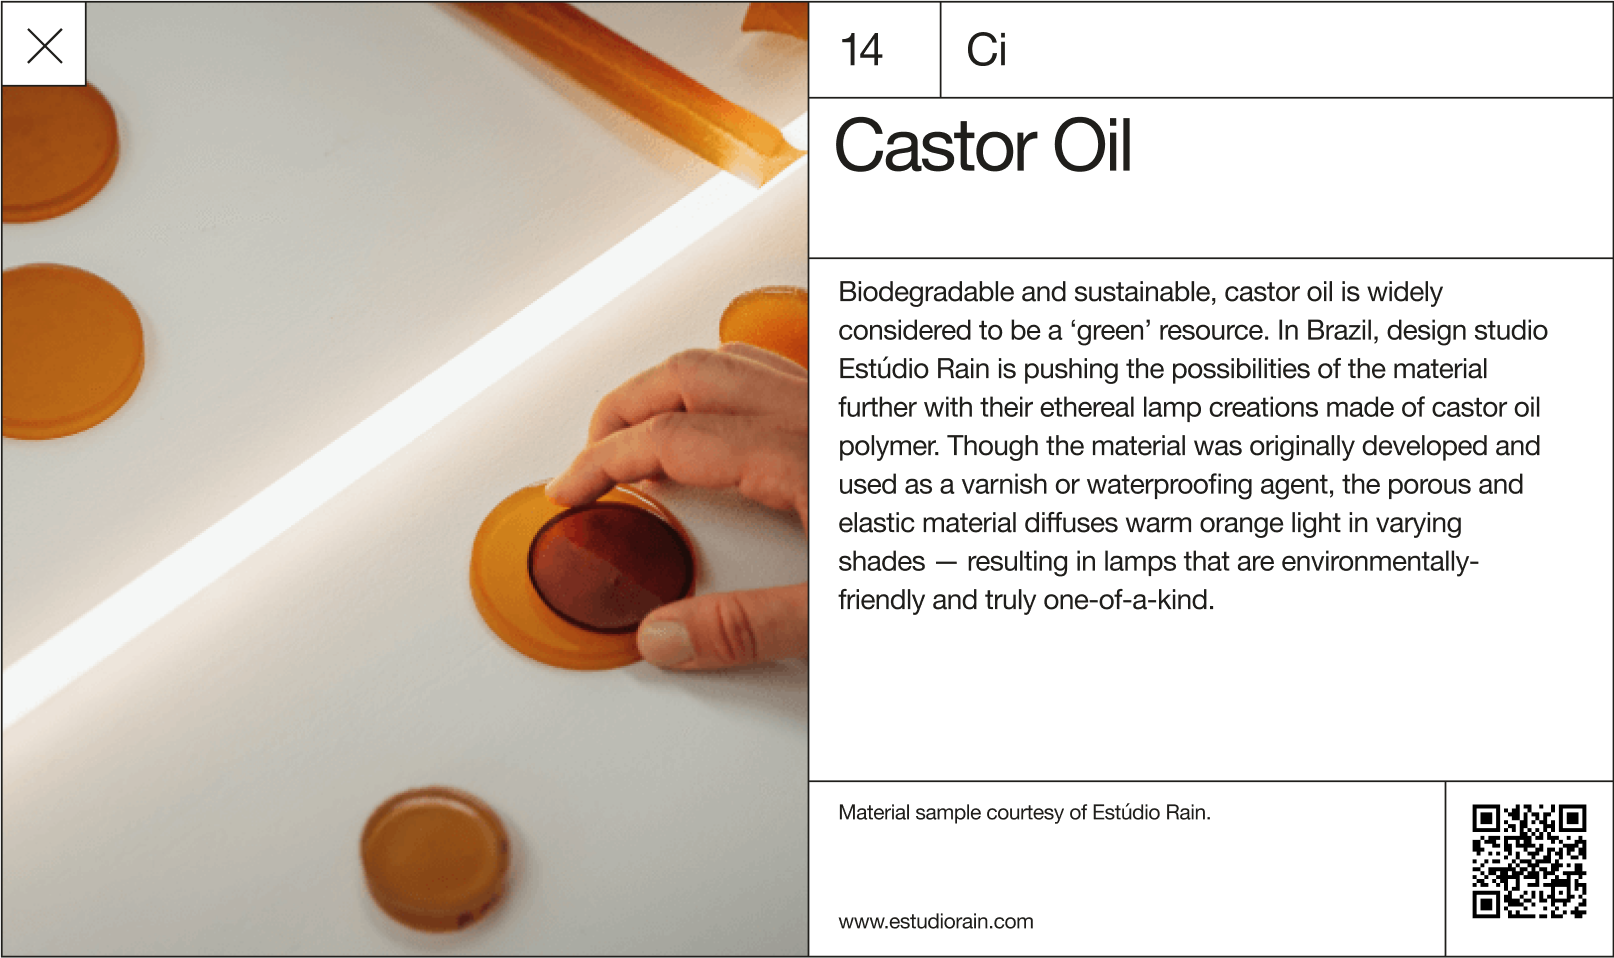 14
Ci
Castor Oil
Biodegradable and sustainable, castor oil is widely
considered to be a ‘green’ resource. In Brazil, design studio
Estúdio Rain is pushing the possibilities of the material
further with their ethereal lamp creations made of castor oil
polymer. Though the material was originally developed and
used as a varnish or waterproofing agent, the porous and
elastic material diffuses warm orange light in varying
shades — resulting in lamps that are environmentally-
friendly and truly one-of-a-kind.
Material sample courtesy of Estúdio Rain.
www.estudiorain.com